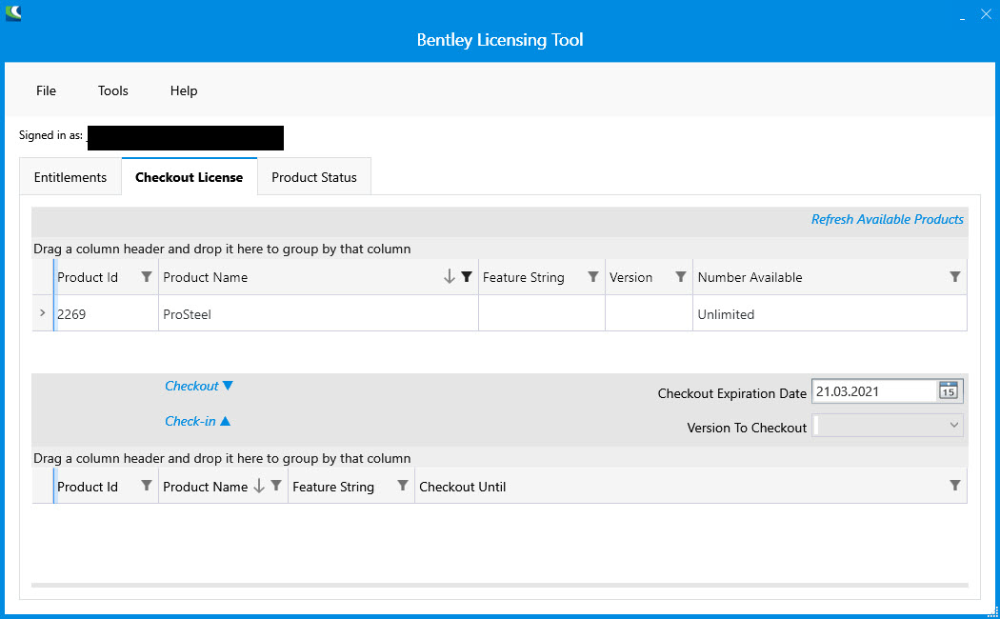 Bentley Licensing Tool
File Tools Help
Signed in as:
Entitlements Checkout License Product Status
Refresh Available Products
Drag a column header and drop it here to group by that column
Product Id Product Name Feature String Version Number Available
2269 ProSteel Unlimited
Checkout
Checkout Expiration Date 21.03.2021 15
Check-in
Version To Checkout
Drag a column header and drop it here to group by that column
Product Id Product Name Feature String Checkout Until